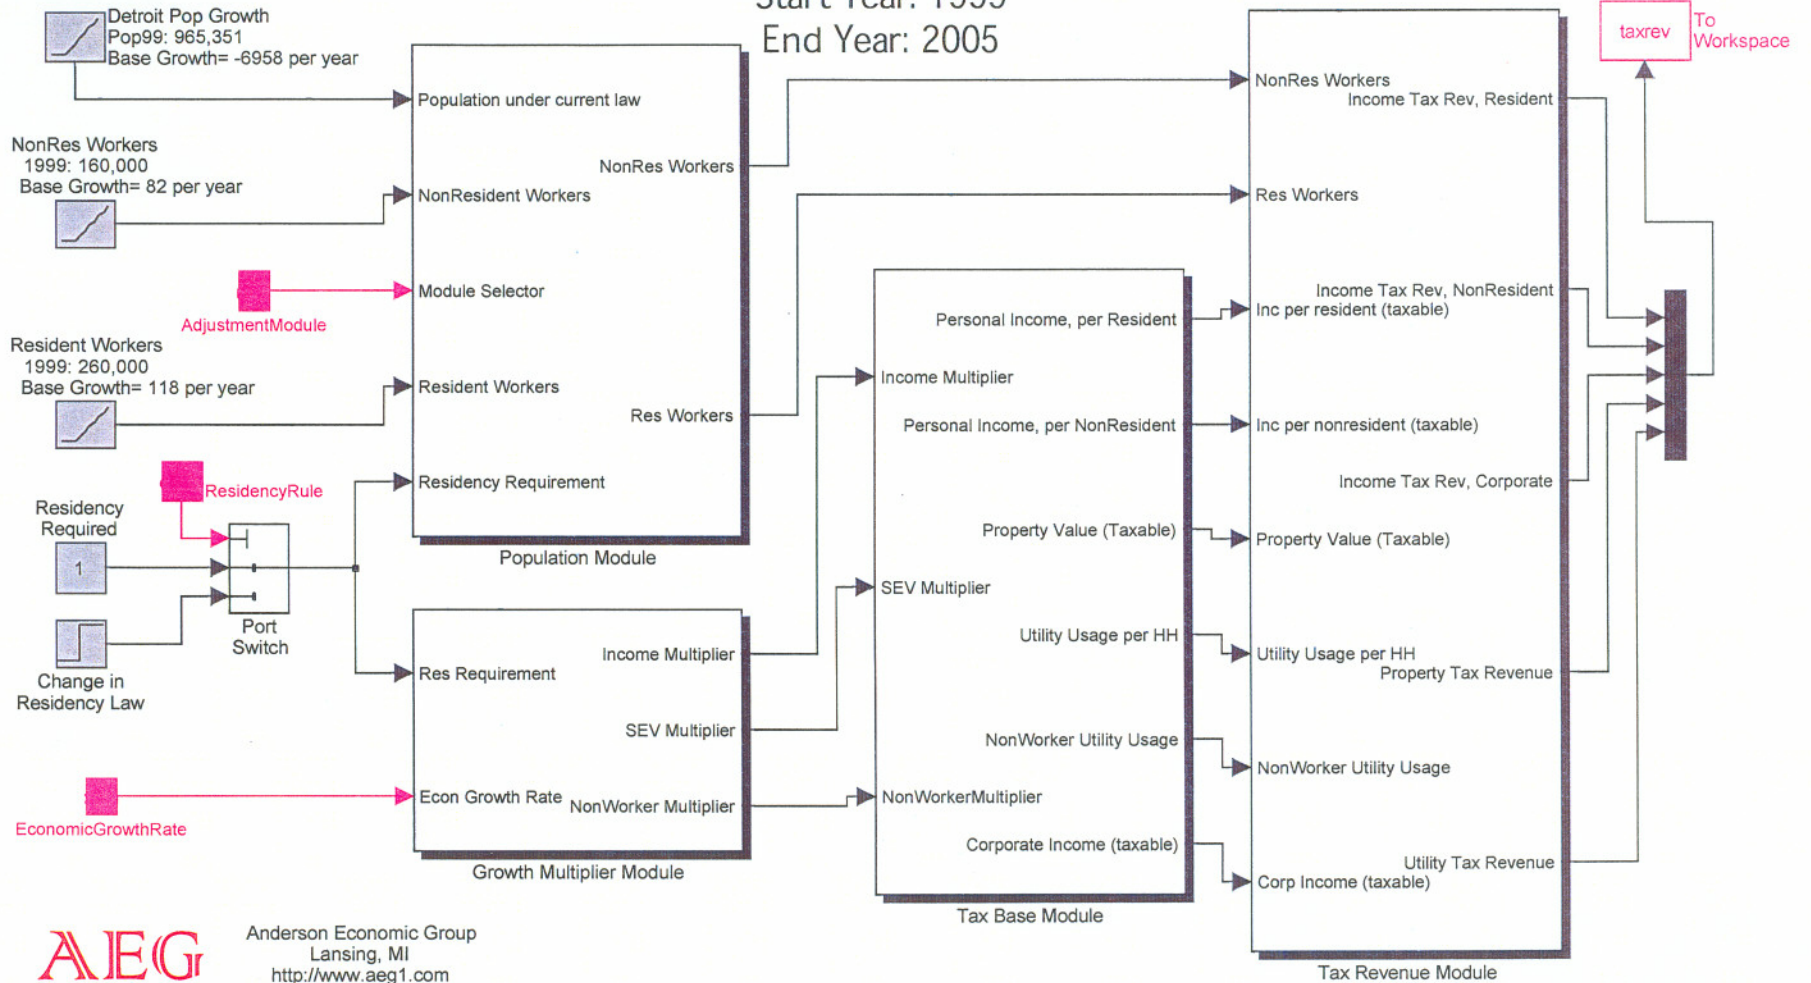 Start Year: 1999
End Year: 2005
Detroit Pop Growth
Pop99: 965,351
Base Growth= -6958 per year
NonRes Workers
1999: 160,000
Base Growth= 82 per year
AdjustmentModule
Resident Workers
1999: 260,000
Base Growth= 118 per year
ResidencyRule
Residency
Required
1
Port
Switch
Change in
Residency Law
EconomicGrowthRate
Population under current law
NonResident Workers
Module Selector
Resident Workers
Residency Requirement
NonRes Workers
Res Workers
Population Module
Res Requirement
Econ Growth Rate
Income Multiplier
SEV Multiplier
NonWorker Multiplier
Growth Multiplier Module
Income Multiplier
SEV Multiplier
NonWorkerMultiplier
Personal Income, per Resident
Personal Income, per NonResident
Property Value (Taxable)
Utility Usage per HH
NonWorker Utility Usage
Corporate Income (taxable)
Tax Base Module
NonRes Workers
Res Workers
Inc per resident (taxable)
Inc per nonresident (taxable)
Property Value (Taxable)
Utility Usage per HH
NonWorker Utility Usage
Corp Income (taxable)
Income Tax Rev, Resident
Income Tax Rev, NonResident
Income Tax Rev, Corporate
Property Tax Revenue
Utility Tax Revenue
Tax Revenue Module
taxrev
To
Workspace
AEG
Anderson Economic Group
Lansing, MI
http://www.aeg1.com